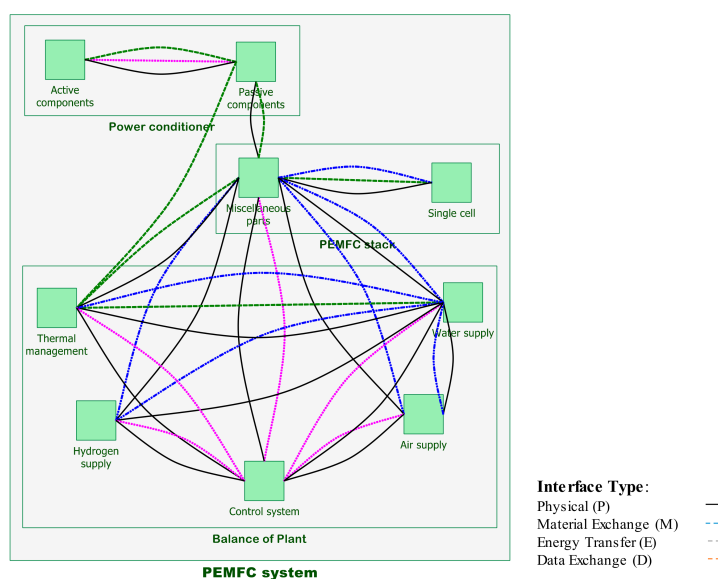 Active
components
Passive
components
Power conditioner
Miscellaneous
parts
Single cell
PEMFC stack
Thermal
management
Water supply
Hydrogen
supply
Air supply
Control system
Balance of Plant
PEMFC system
Interface Type:
Physical (P)
Material Exchange (M)
Energy Transfer (E)
Data Exchange (D)